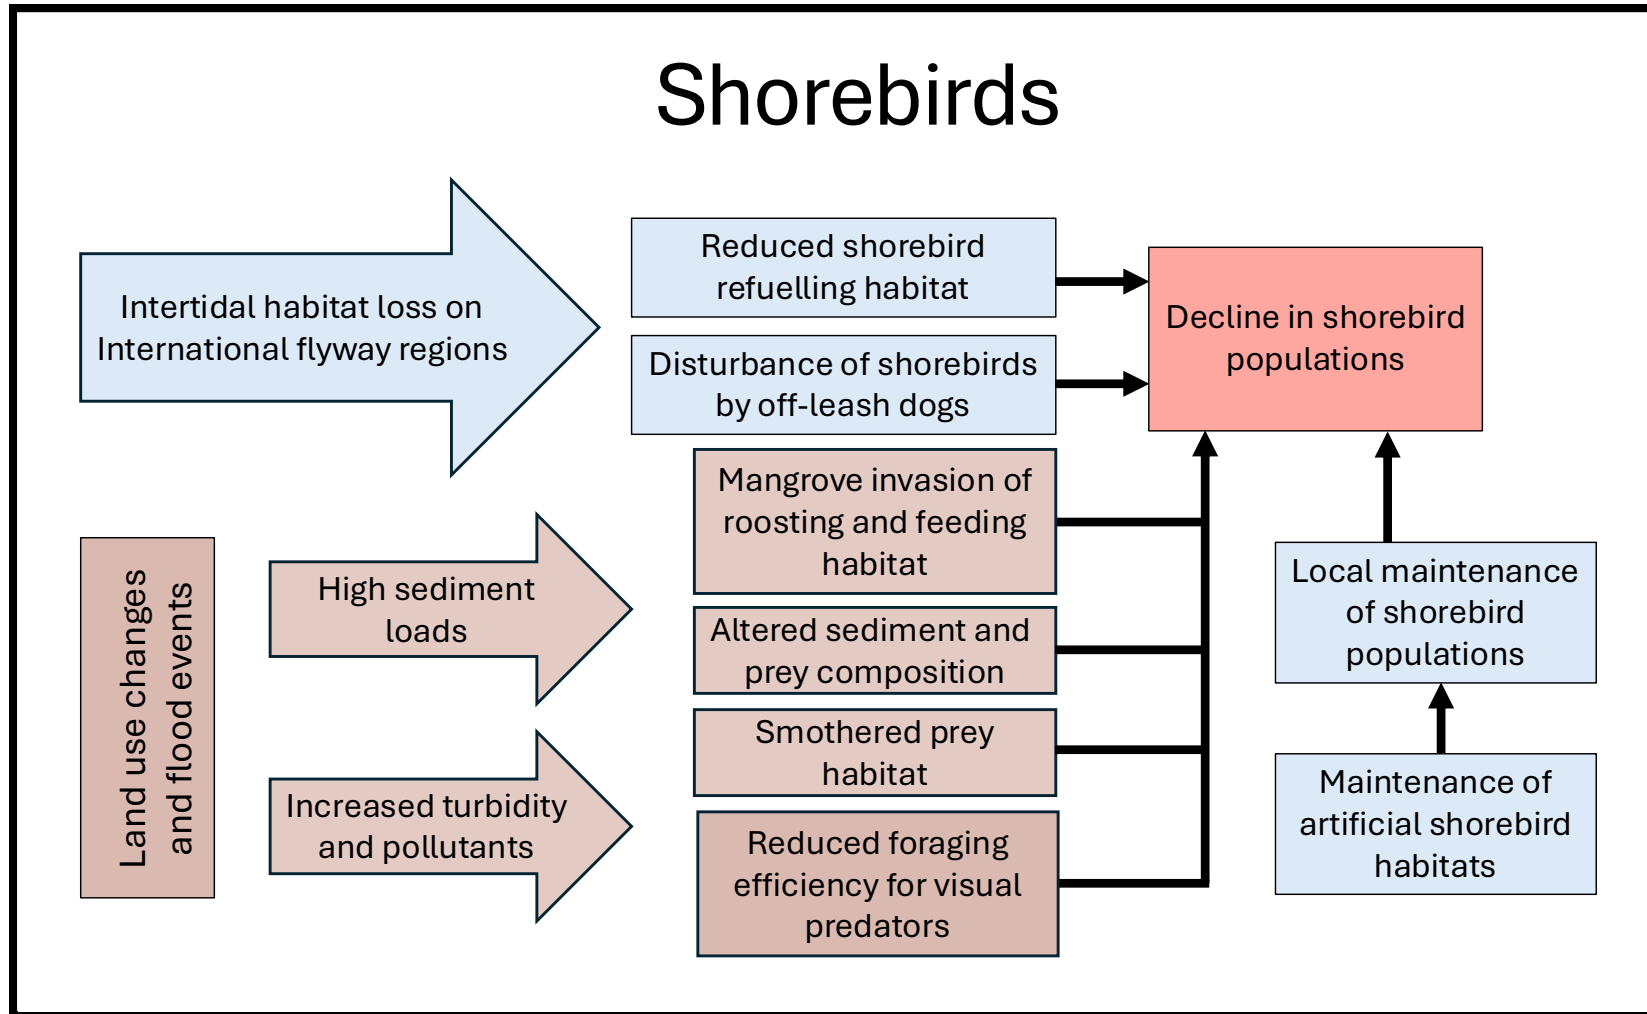 Shorebirds
Intertidal habitat loss on
International flyway regions
Reduced shorebird
refuelling habitat
Disturbance of shorebirds
by off-leash dogs
Decline in shorebird
populations
Land use changes
and flood events
High sediment
loads
Increased turbidity
and pollutants
Mangrove invasion of
roosting and feeding
habitat
Altered sediment and
prey composition
Smothered prey
habitat
Reduced foraging
efficiency for visual
predators
Local maintenance
of shorebird
populations
Maintenance of
artificial shorebird
habitats